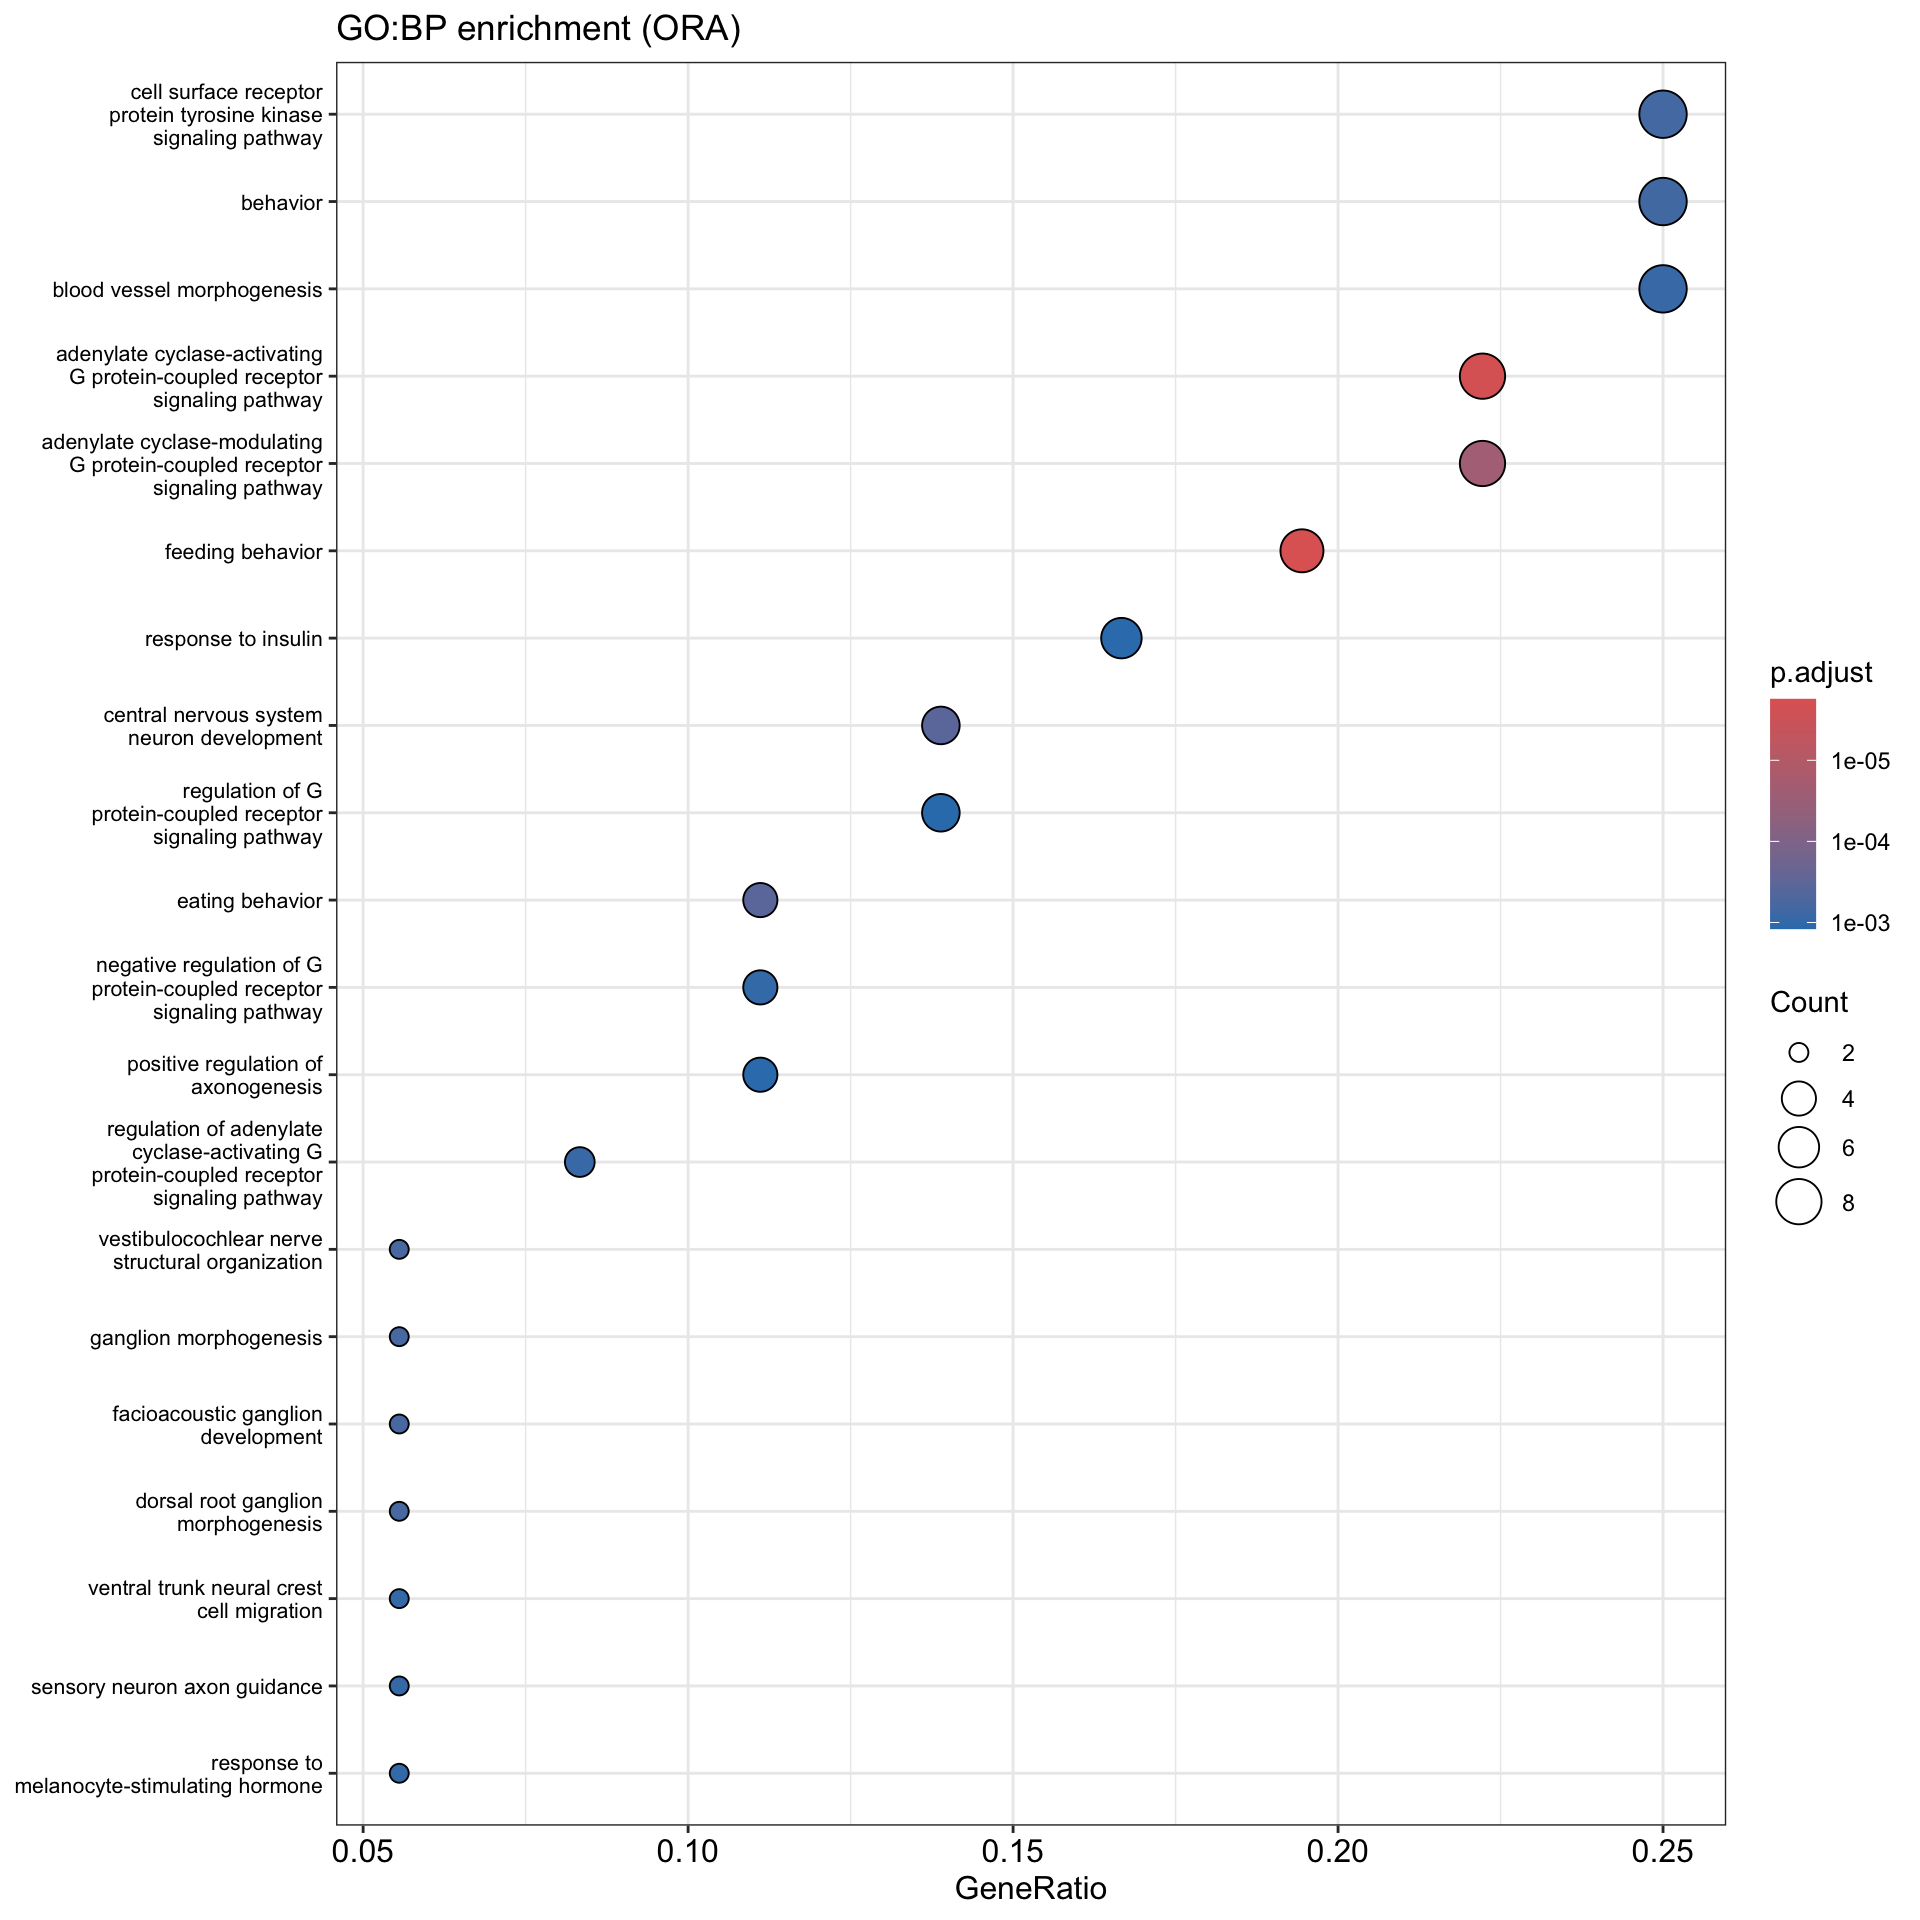 GO:BP enrichment (ORA)
cell surface receptor
protein tyrosine kinase
signaling pathway
behavior
blood vessel morphogenesis
adenylate cyclase-activating
G protein-coupled receptor
signaling pathway
adenylate cyclase-modulating
G protein-coupled receptor
signaling pathway
feeding behavior
response to insulin
central nervous system
neuron development
regulation of G
protein-coupled receptor
signaling pathway
eating behavior
negative regulation of G
protein-coupled receptor
signaling pathway
positive regulation of
axonogenesis
regulation of adenylate
cyclase-activating G
protein-coupled receptor
signaling pathway
vestibulocochlear nerve
structural organization
ganglion morphogenesis
facioacoustic ganglion
development
dorsal root ganglion
morphogenesis
ventral trunk neural crest
cell migration
sensory neuron axon guidance
response to
melanocyte-stimulating hormone
0.05
0.10
0.15
0.20
0.25
GeneRatio
p.adjust
1e-05
1e-04
1e-03
Count
2
4
6
8